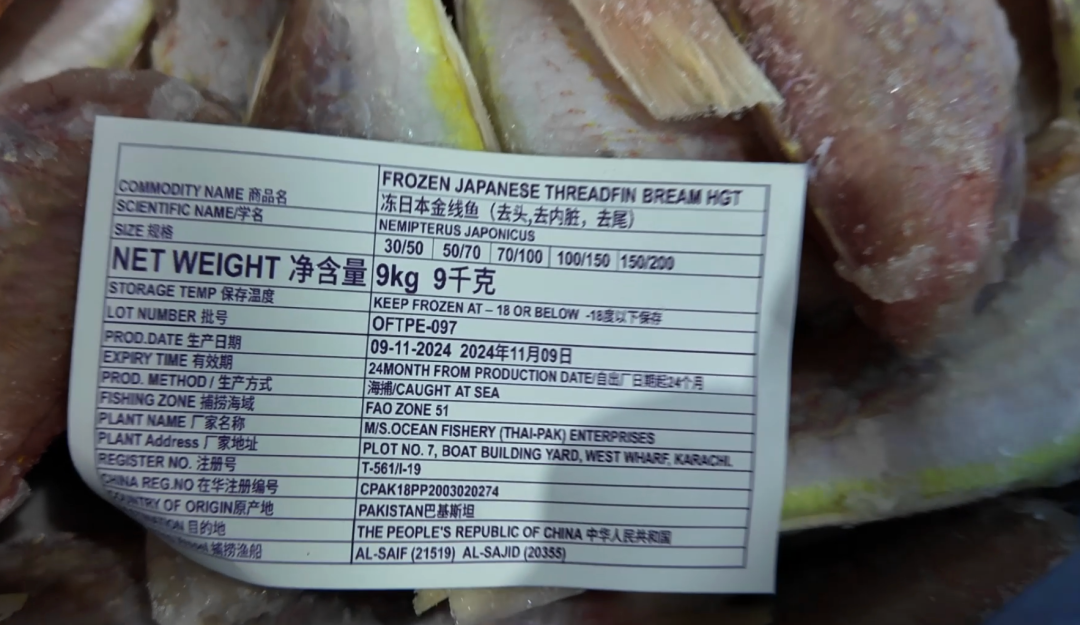 COMMODITY NAME 商品名
FROZEN JAPANESE THREADFIN BREAM HGT
冻日本金线鱼（去头,去内脏，去尾）
SCIENTIFIC NAME/学名 NEMIPTERUS JAPONICUS
SIZE 规格 30/50 50/70 70/100 100/150 150/200
NET WEIGHT 净含量 9kg 9千克
STORAGE TEMP 保存温度 KEEP FROZEN AT – 18 OR BELOW -18度以下保存
LOT NUMBER 批号 OFTPE-097
PROD.DATE 生产日期 09-11-2024 2024年11月09日
EXPIRY TIME 有效期 24MONTH FROM PRODUCTION DATE/自出厂日期起24个月
PROD. METHOD / 生产方式 海捕/CAUGHT AT SEA
FISHING ZONE 捕捞海域 FAO ZONE 51
PLANT NAME 厂家名称 M/S.OCEAN FISHERY (THAI-PAK) ENTERPRISES
PLANT Address 厂家地址 PLOT NO. 7, BOAT BUILDING YARD, WEST WHARF, KARACHI.
REGISTER NO. 注册号 T-561/I-19
CHINA REG.NO 在华注册编号 CPAK18PP2003020274
COUNTRY OF ORIGIN原产地 PAKISTAN巴基斯坦
目的地 THE PEOPLE'S REPUBLIC OF CHINA 中华人民共和国
捕捞渔船 AL-SAIF (21519) AL-SAJID (20355)